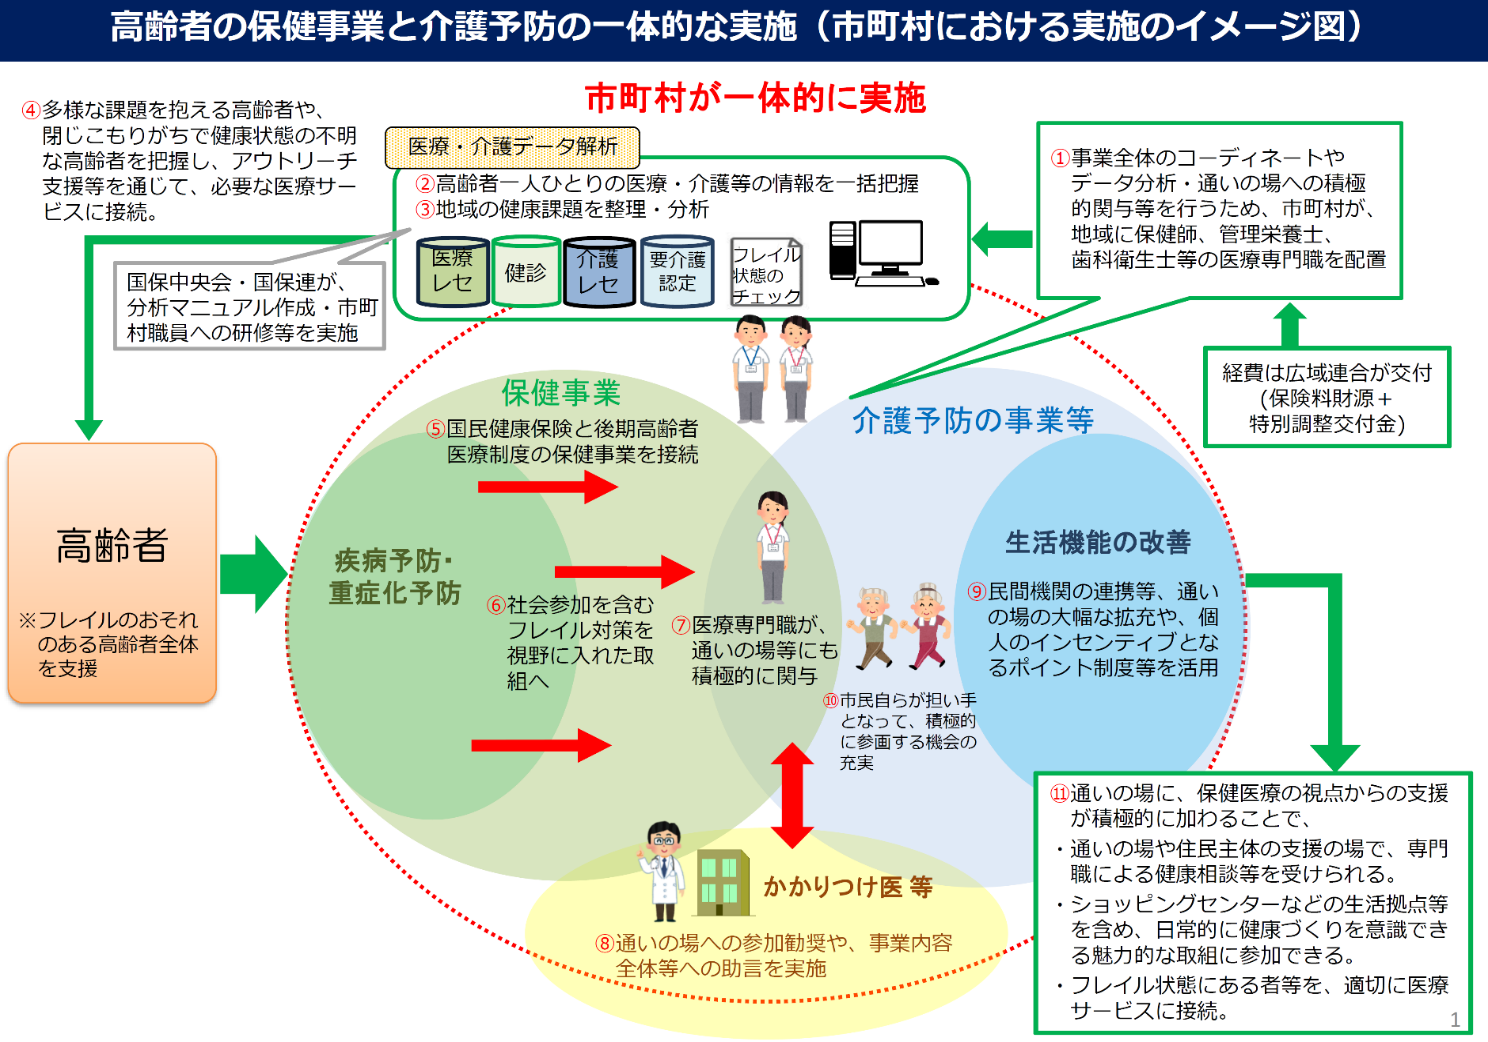 高齢者の保健事業と介護予防の一体的な実施（市町村における実施のイメージ図）
市町村が一体的に実施
④多様な課題を抱える高齢者や、
閉じこもりがちで健康状態の不明
な高齢者を把握し、アウトリーチ
支援等を通じて、必要な医療サー
ビスに接続。
医療・介護データ解析
②高齢者一人ひとりの医療・介護等の情報を一括把握
③地域の健康課題を整理・分析
医療
レセ
健診
介護
レセ
要介護
認定
フレイル
状態の
チェック
①事業全体のコーディネートや
データ分析・通いの場への積極
的関与等を行うため、市町村が、
地域に保健師、管理栄養士、
歯科衛生士等の医療専門職を配置
国保中央会・国保連が、
分析マニュアル作成・市町
村職員への研修等を実施
経費は広域連合が交付
(保険料財源＋
特別調整交付金)
保健事業
⑤国民健康保険と後期高齢者
医療制度の保健事業を接続
介護予防の事業等
高齢者
※フレイルのおそれ
のある高齢者全体
を支援
疾病予防・
重症化予防
⑥社会参加を含む
フレイル対策を
視野に入れた取
組へ
⑦医療専門職が、
通いの場等にも
積極的に関与
生活機能の改善
⑨民間機関の連携等、通い
の場の大幅な拡充や、個
人のインセンティブとな
るポイント制度等を活用
⑩市民自らが担い手
となって、積極的
に参画する機会の
充実
かかりつけ医 等
⑧通いの場への参加勧奨や、事業内容
全体等への助言を実施
⑪通いの場に、保健医療の視点からの支援
が積極的に加わることで、
・通いの場や住民主体の支援の場で、専門
職による健康相談等を受けられる。
・ショッピングセンターなどの生活拠点等
を含め、日常的に健康づくりを意識でき
る魅力的な取組に参加できる。
・フレイル状態にある者等を、適切に医療
サービスに接続。
1